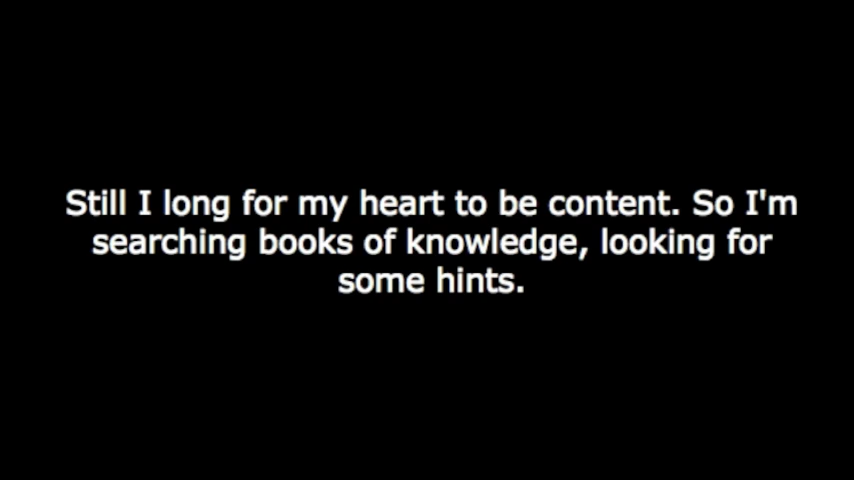 Still I long for my heart to be content. So I'm
searching books of knowledge, looking for
some hints.